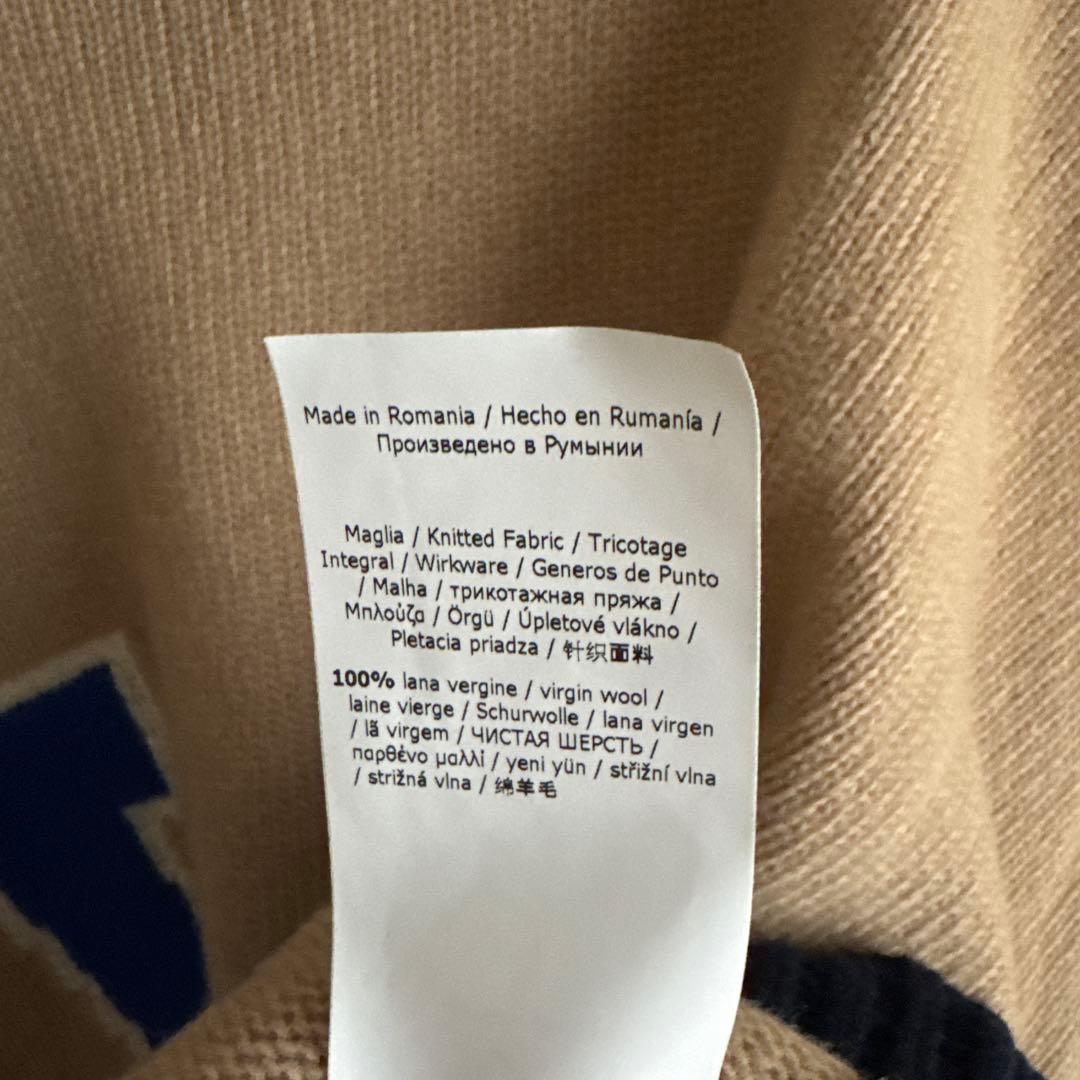 Made in Romania / Hecho en Rumanía /
Произведено в Румынии
Maglia / Knitted Fabric / Tricotage
Integral / Wirkware / Generos de Punto
/ Malha / трикотажная пряжа /
Μπλούζα / Örgü / Úpletové vlákno /
Pletacia priadza / 针织面料
100% lana vergine / virgin wool /
laine vierge / Schurwolle / lana virgen
/ lã virgem / ЧИСТАЯ ШЕРСТЬ /
παρθένο μαλλί / yeni yün / střižní vlna
/ strižná vlna / 绵羊毛